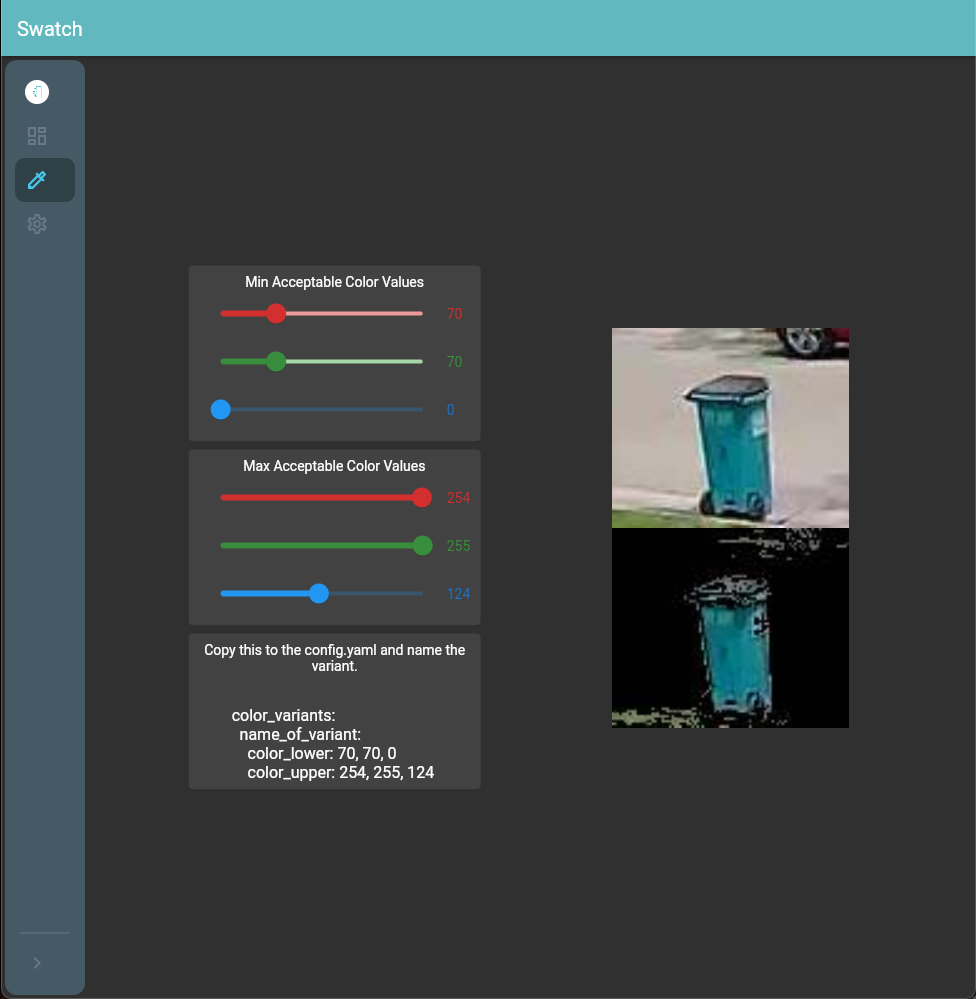 Swatch
Min Acceptable Color Values
70
70
0
Max Acceptable Color Values
254
255
124
Copy this to the config.yaml and name the
variant.
color_variants:
name_of_variant:
color_lower: 70, 70, 0
color_upper: 254, 255, 124